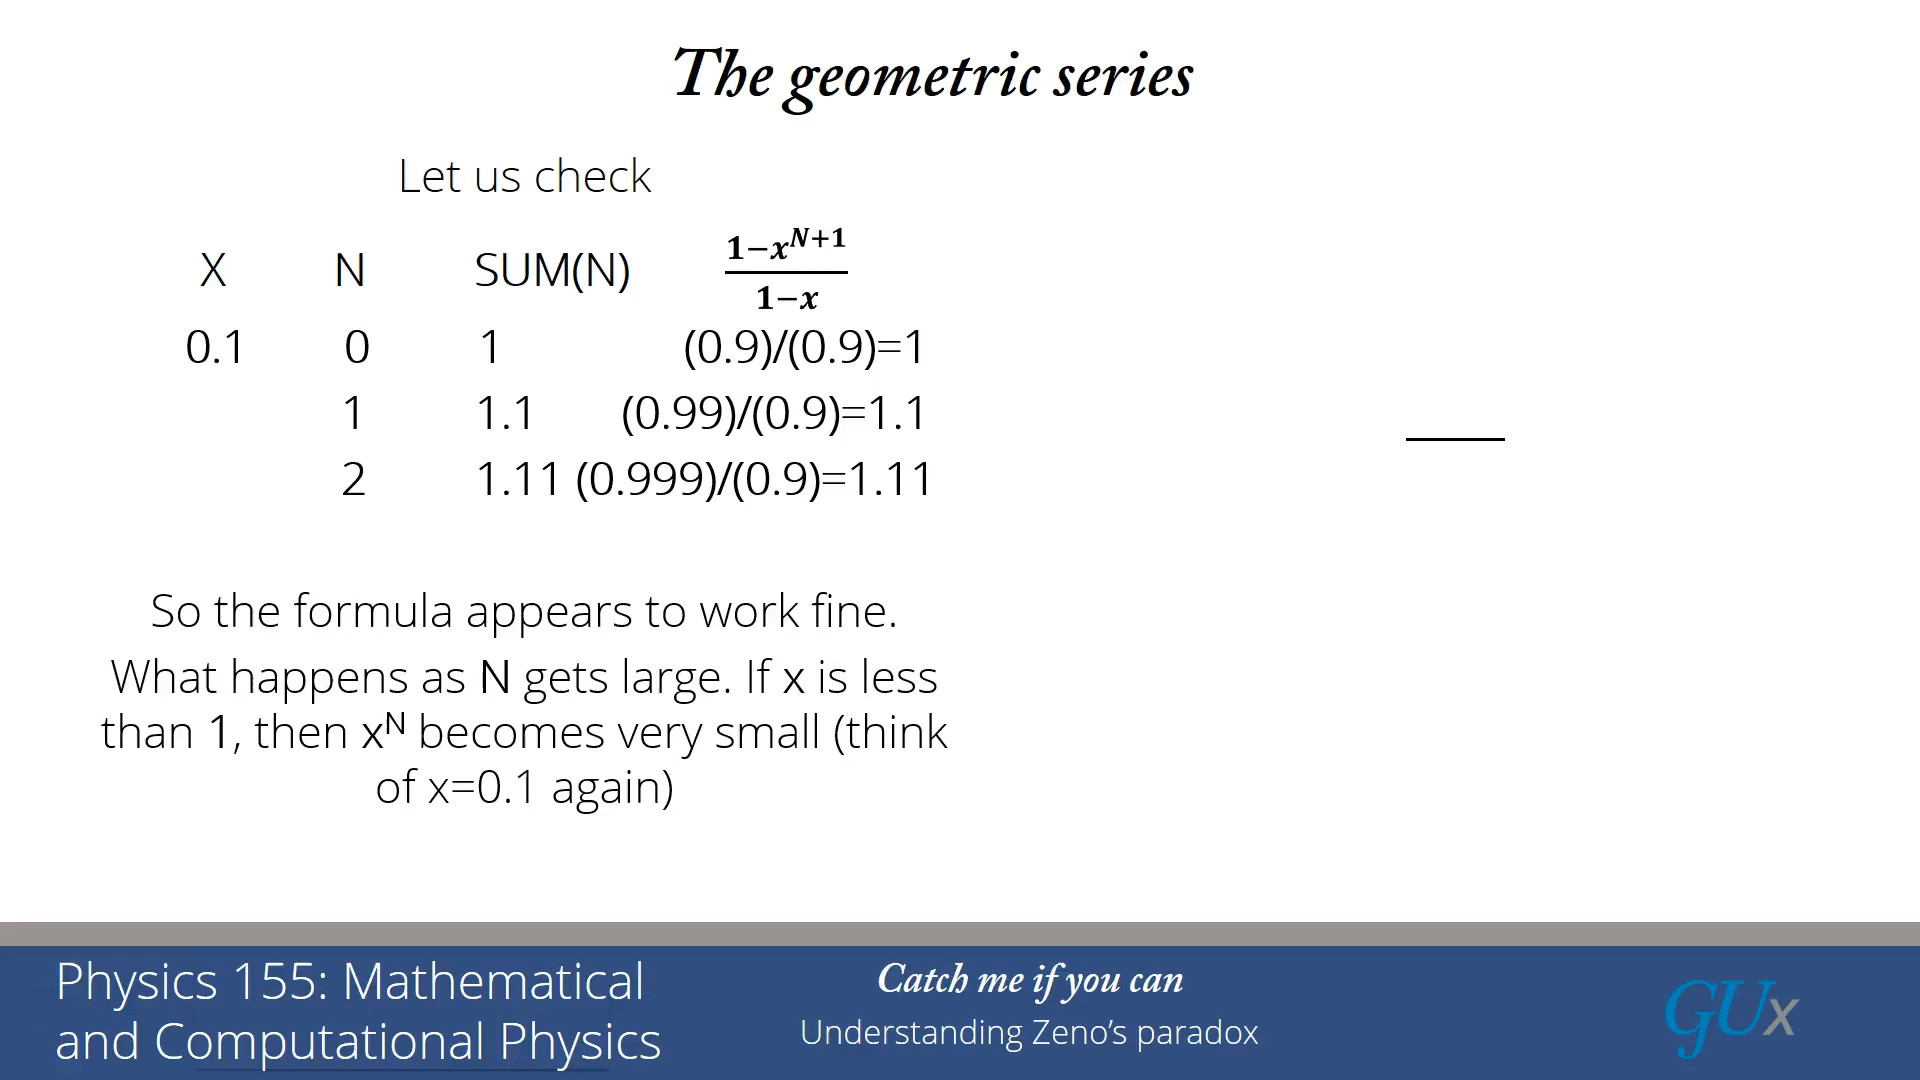 The geometric series
Let us check
X N SUM(N) 1−x^{N+1}
1−x
0.1 0 1 (0.9)/(0.9)=1
1 1.1 (0.99)/(0.9)=1.1
2 1.11 (0.999)/(0.9)=1.11
So the formula appears to work fine.
What happens as N gets large. If x is less
than 1, then x^N becomes very small (think
of x=0.1 again)
Physics 155: Mathematical
and Computational Physics
Catch me if you can
Understanding Zeno's paradox
GUx